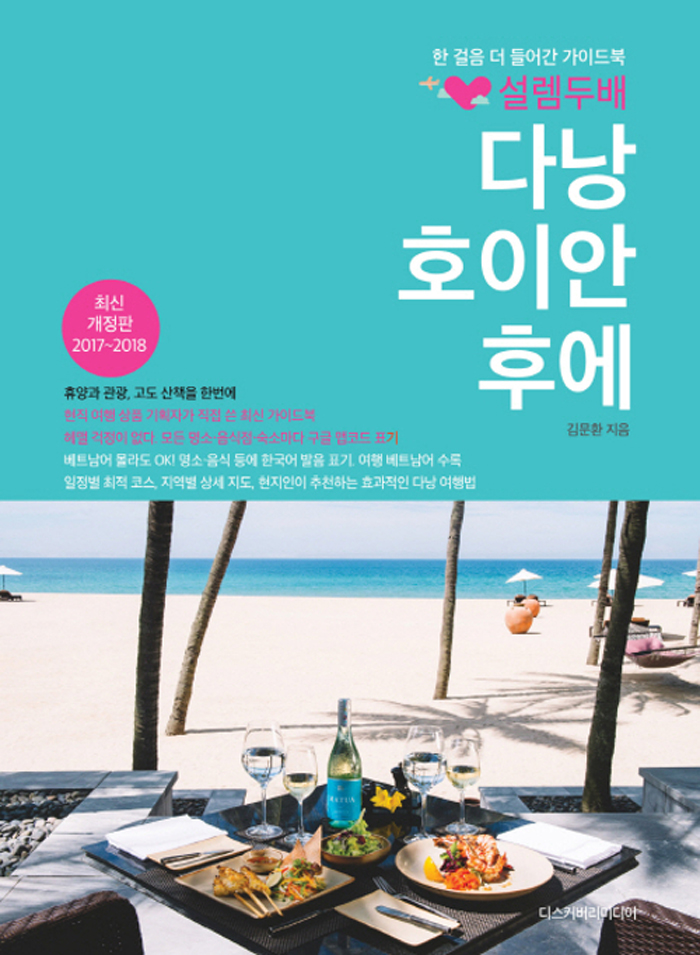 한 걸음 더 들어간 가이드북
설렘두배
다낭
호이안
후에
김문환 지음
최신
개정판
2017~2018
휴양과 관광, 고도 산책을 한번에
현직 여행 상품 기획자가 직접 쓴 최신 가이드북
헤맬 걱정이 없다. 모든 명소·음식점·숙소마다 구글 맵코드 표기
베트남어 몰라도 OK! 명소·음식 등에 한국어 발음 표기. 여행 베트남어 수록
일정별 최적 코스, 지역별 상세 지도, 현지인이 추천하는 효과적인 다낭 여행법
MATUA
디스커버리미디어